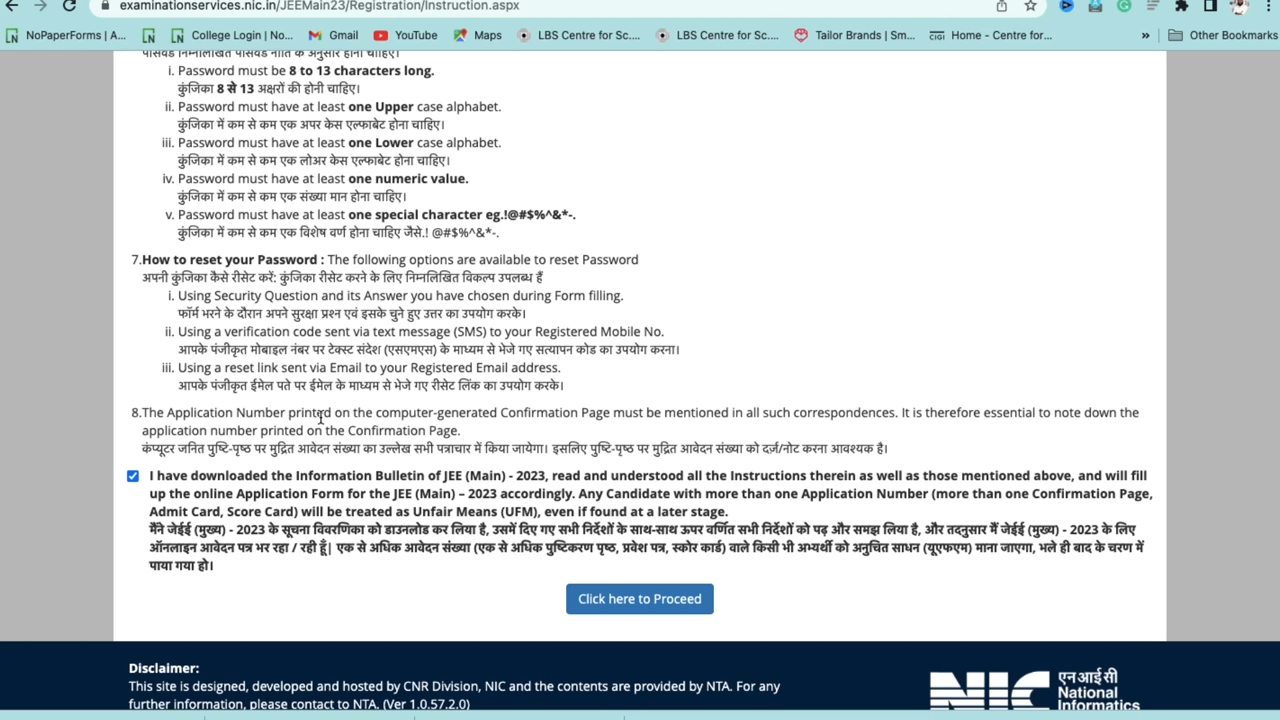 examinationservices.nic.in/JEEMain23/Registration/Instruction.aspx
NoPaperForms | A... College Login | No... Gmail YouTube Maps LBS Centre for Sc.... LBS Centre for Sc.... Tailor Brands | Sm... CIGI Home - Centre for... » Other Bookmarks
पासवर्ड निम्नलिखित पासवर्ड नीति के अनुसार होना चाहिए।
i. Password must be 8 to 13 characters long.
कुंजिका 8 से 13 अक्षरों की होनी चाहिए।
ii. Password must have at least one Upper case alphabet.
कुंजिका में कम से कम एक अपर केस एल्फाबेट होना चाहिए।
iii. Password must have at least one Lower case alphabet.
कुंजिका में कम से कम एक लोअर केस एल्फाबेट होना चाहिए।
iv. Password must have at least one numeric value.
कुंजिका में कम से कम एक संख्या मान होना चाहिए।
v. Password must have at least one special character eg.!@#$%^&*-.
कुंजिका में कम से कम एक विशेष वर्ण होना चाहिए जैसे.! @#$%^&*-.
7.How to reset your Password : The following options are available to reset Password
अपनी कुंजिका कैसे रीसेट करें: कुंजिका रीसेट करने के लिए निम्नलिखित विकल्प उपलब्ध हैं
i. Using Security Question and its Answer you have chosen during Form filling.
फॉर्म भरने के दौरान अपने सुरक्षा प्रश्न एवं इसके चुने हुए उत्तर का उपयोग करके।
ii. Using a verification code sent via text message (SMS) to your Registered Mobile No.
आपके पंजीकृत मोबाइल नंबर पर टेक्स्ट संदेश (एसएमएस) के माध्यम से भेजे गए सत्यापन कोड का उपयोग करना।
iii. Using a reset link sent via Email to your Registered Email address.
आपके पंजीकृत ईमेल पते पर ईमेल के माध्यम से भेजे गए रीसेट लिंक का उपयोग करके।
8.The Application Number printed on the computer-generated Confirmation Page must be mentioned in all such correspondences. It is therefore essential to note down the
application number printed on the Confirmation Page.
कंप्यूटर जनित पुष्टि-पृष्ठ पर मुद्रित आवेदन संख्या का उल्लेख सभी पत्राचार में किया जायेगा। इसलिए पुष्टि-पृष्ठ पर मुद्रित आवेदन संख्या को दर्ज़/नोट करना आवश्यक है।
I have downloaded the Information Bulletin of JEE (Main) - 2023, read and understood all the Instructions therein as well as those mentioned above, and will fill
up the online Application Form for the JEE (Main) – 2023 accordingly. Any Candidate with more than one Application Number (more than one Confirmation Page,
Admit Card, Score Card) will be treated as Unfair Means (UFM), even if found at a later stage.
मैंने जेईई (मुख्य) - 2023 के सूचना विवरणिका को डाउनलोड कर लिया है, उसमें दिए गए सभी निर्देशों के साथ-साथ ऊपर वर्णित सभी निर्देशों को पढ़ और समझ लिया है, और तदनुसार मैं जेईई (मुख्य) - 2023 के लिए
ऑनलाइन आवेदन पत्र भर रहा / रही हूँ| एक से अधिक आवेदन संख्या (एक से अधिक पुष्टिकरण पृष्ठ, प्रवेश पत्र, स्कोर कार्ड) वाले किसी भी अभ्यर्थी को अनुचित साधन (यूएफएम) माना जाएगा, भले ही बाद के चरण में
पाया गया हो।
Click here to Proceed
Disclaimer:
This site is designed, developed and hosted by CNR Division, NIC and the contents are provided by NTA. For any
further information, please contact to NTA. (Ver 1.0.57.2.0)
NIC एन आई सी
National
Informatics